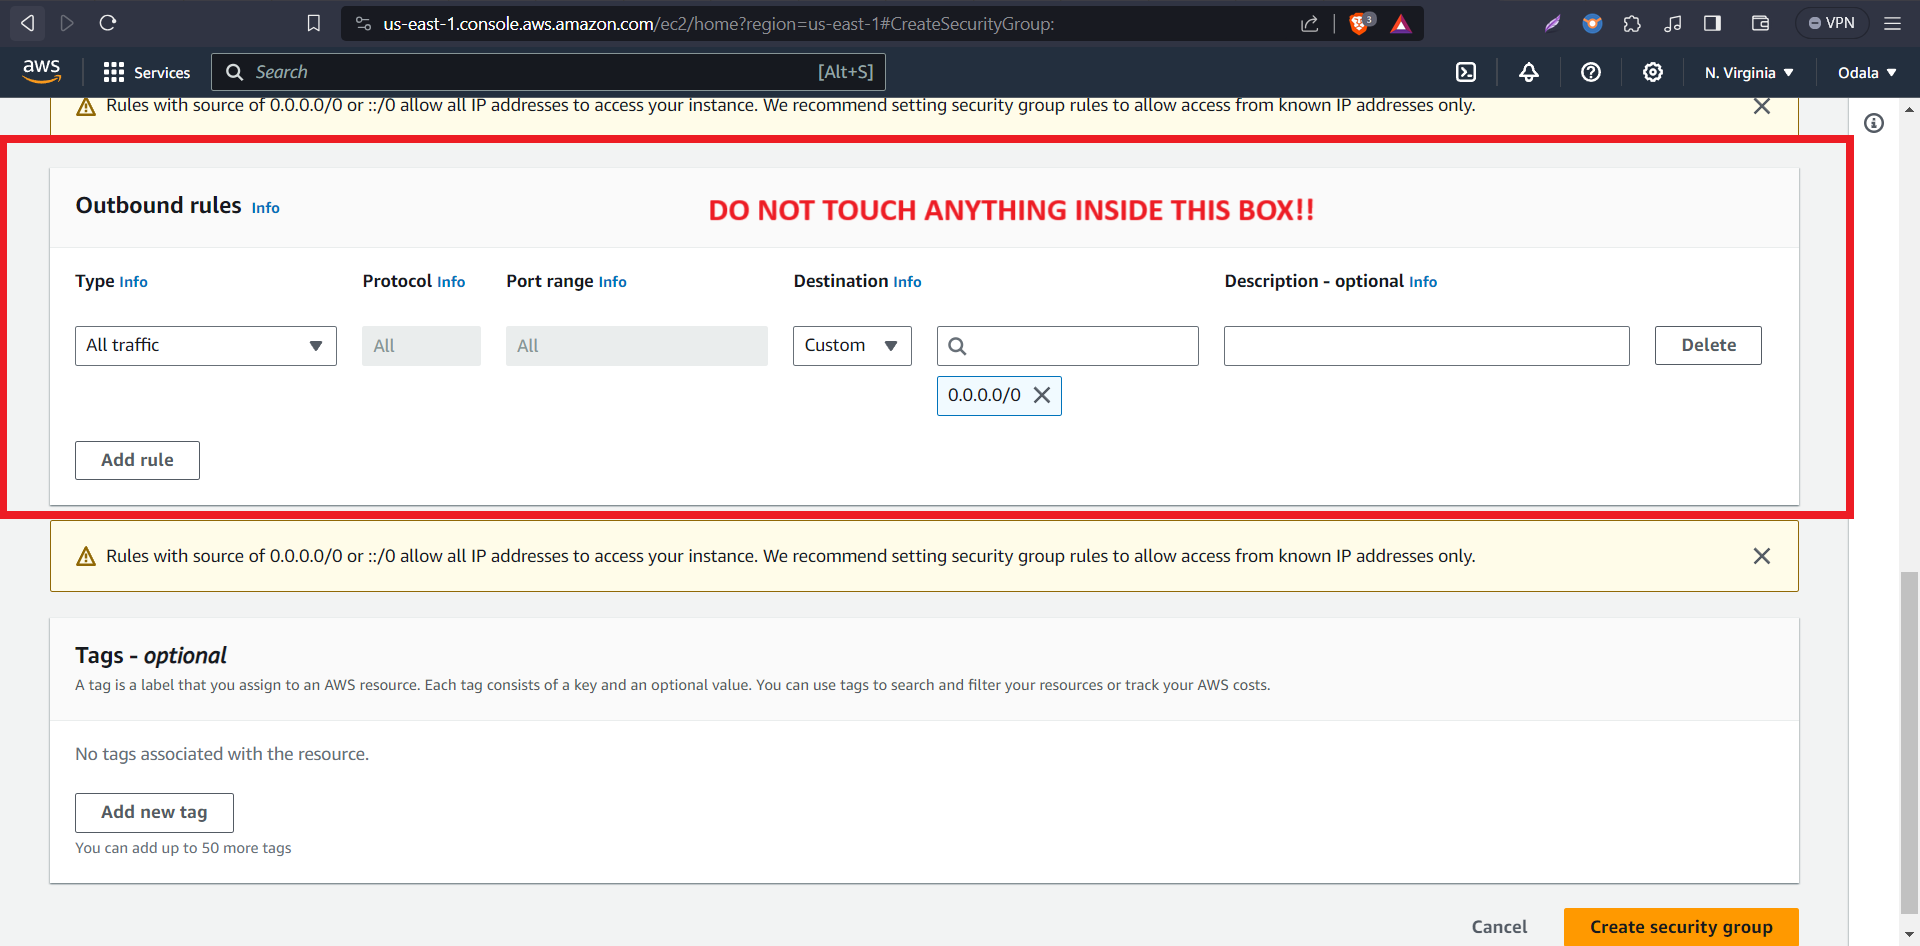 us-east-1.console.aws.amazon.com/ec2/home?region=us-east-1#CreateSecurityGroup:
3
VPN
aws
Services
Search
[Alt+S]
N. Virginia
Odala
Rules with source of 0.0.0.0/0 or ::/0 allow all IP addresses to access your instance. We recommend setting security group rules to allow access from known IP addresses only.
Outbound rules Info
DO NOT TOUCH ANYTHING INSIDE THIS BOX!!
Type Info
Protocol Info
Port range Info
Destination Info
Description - optional Info
All traffic
All
All
Custom
Delete
0.0.0.0/0
Add rule
Rules with source of 0.0.0.0/0 or ::/0 allow all IP addresses to access your instance. We recommend setting security group rules to allow access from known IP addresses only.
Tags - optional
A tag is a label that you assign to an AWS resource. Each tag consists of a key and an optional value. You can use tags to search and filter your resources or track your AWS costs.
No tags associated with the resource.
Add new tag
You can add up to 50 more tags
Cancel
Create security group